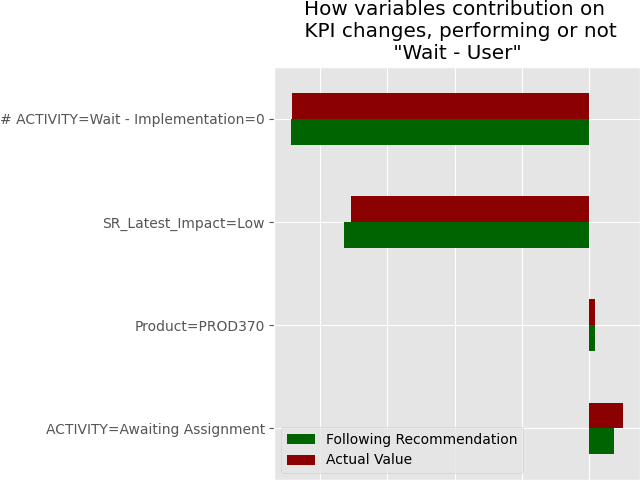 How variables contribution on
KPI changes, performing or not
"Wait - User"
# ACTIVITY=Wait - Implementation=0
SR_Latest_Impact=Low
Product=PROD370
ACTIVITY=Awaiting Assignment
Following Recommendation
Actual Value